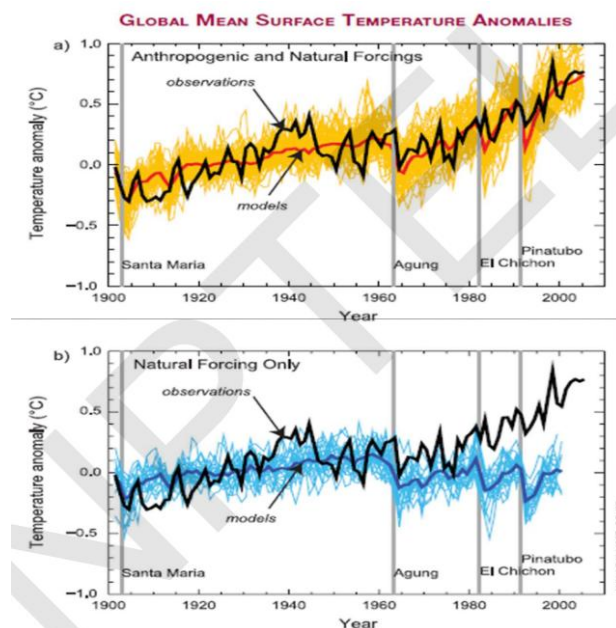 GLOBAL MEAN SURFACE TEMPERATURE ANOMALIES
a)
Anthropogenic and Natural Forcings
observations
models
Temperature anomaly (°C)
1.0
0.5
0.0
−0.5
−1.0
Santa Maria
Agung
El Chichon
Pinatubo
1900 1920 1940 1960 1980 2000
Year
b)
Natural Forcing Only
observations
models
Temperature anomaly (°C)
1.0
0.5
0.0
−0.5
−1.0
Santa Maria
Agung
El Chichon
Pinatubo
1900 1920 1940 1960 1980 2000
Year
NPTEL